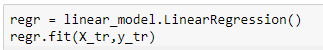 regr = linear_model.LinearRegression()
regr.fit(X_tr,y_tr)